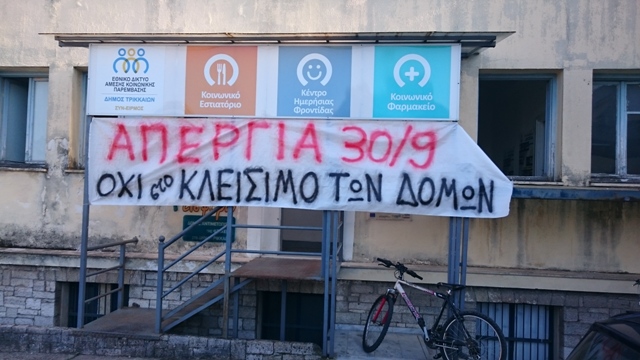 ΕΘΝΙΚΟ ΔΙΚΤΥΟ
ΑΜΕΣΗΣ ΚΟΙΝΩΝΙΚΗΣ
ΠΑΡΕΜΒΑΣΗΣ
ΔΗΜΟΣ ΤΡΙΚΚΑΙΩΝ
Κοινωνικό
Εστιατόριο
Κέντρο
Ημερήσιας
Φροντίδας
Κοινωνικό
Φαρμακείο
ΑΠΕΡΓΙΑ 30/9
ΟΧΙ στο ΚΛΕΙΣΙΜΟ ΤΩΝ ΔΟΜΩΝ